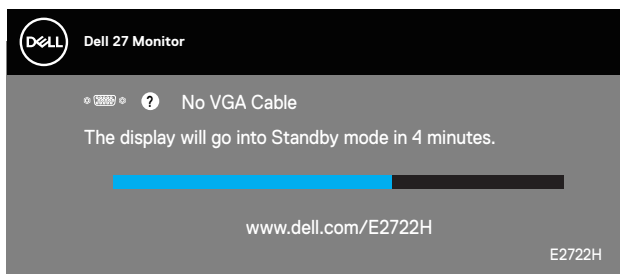 DELL
Dell 27 Monitor
? No VGA Cable
The display will go into Standby mode in 4 minutes.
www.dell.com/E2722H
E2722H